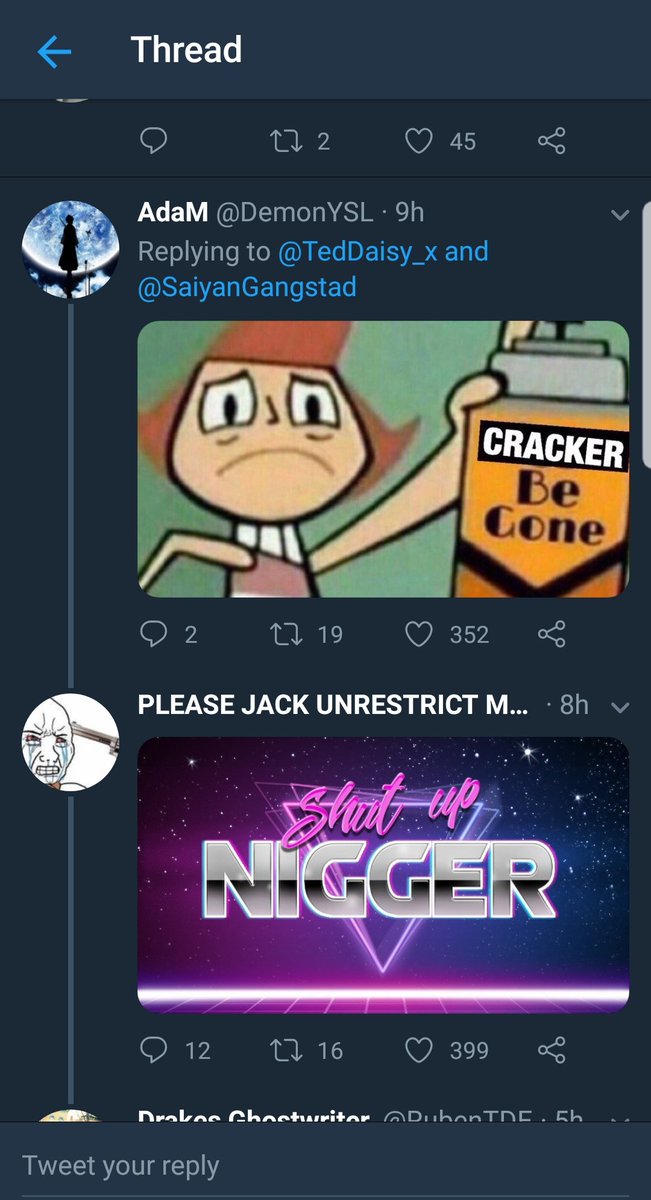 Thread
2
45
AdaM @DemonYSL · 9h
Replying to @TedDaisy_x and
@SaiyanGangstad
CRACKER
Be
Gone
2
19
352
PLEASE JACK UNRESTRICT M... · 8h
Shut up
NIGGER
12
16
399
Drakes Ghostwriter @RubenTDE · 5h
Tweet your reply